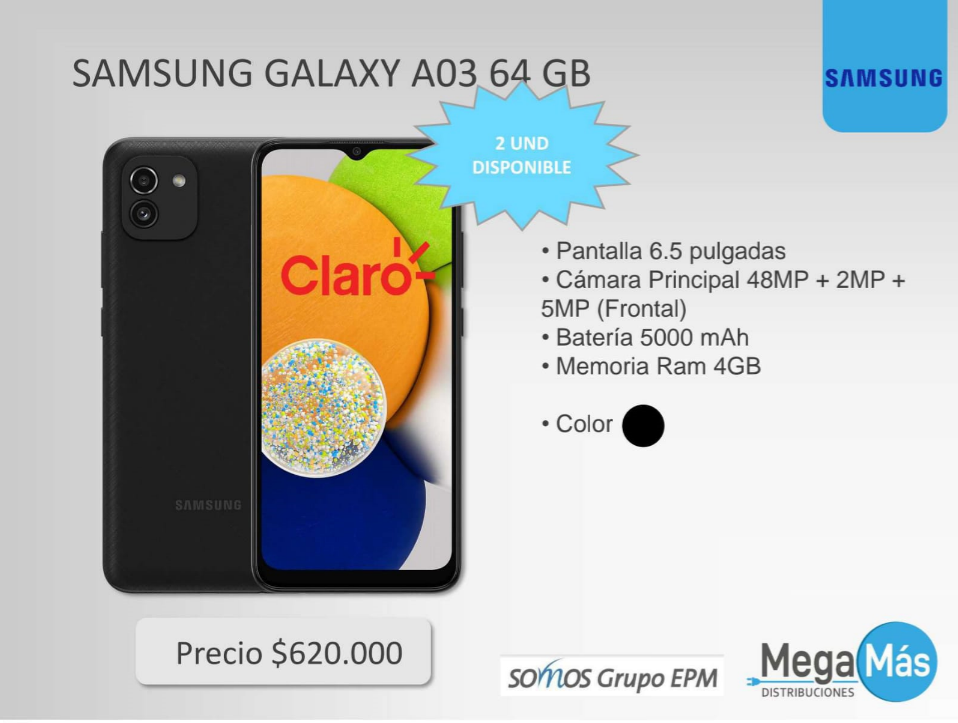 SAMSUNG GALAXY A03 64 GB
SAMSUNG
2 UND
DISPONIBLE
Claro
• Pantalla 6.5 pulgadas
• Cámara Principal 48MP + 2MP +
5MP (Frontal)
• Batería 5000 mAh
• Memoria Ram 4GB
• Color
SAMSUNG
Precio $620.000
SOMOS Grupo EPM
Mega Más
DISTRIBUCIONES